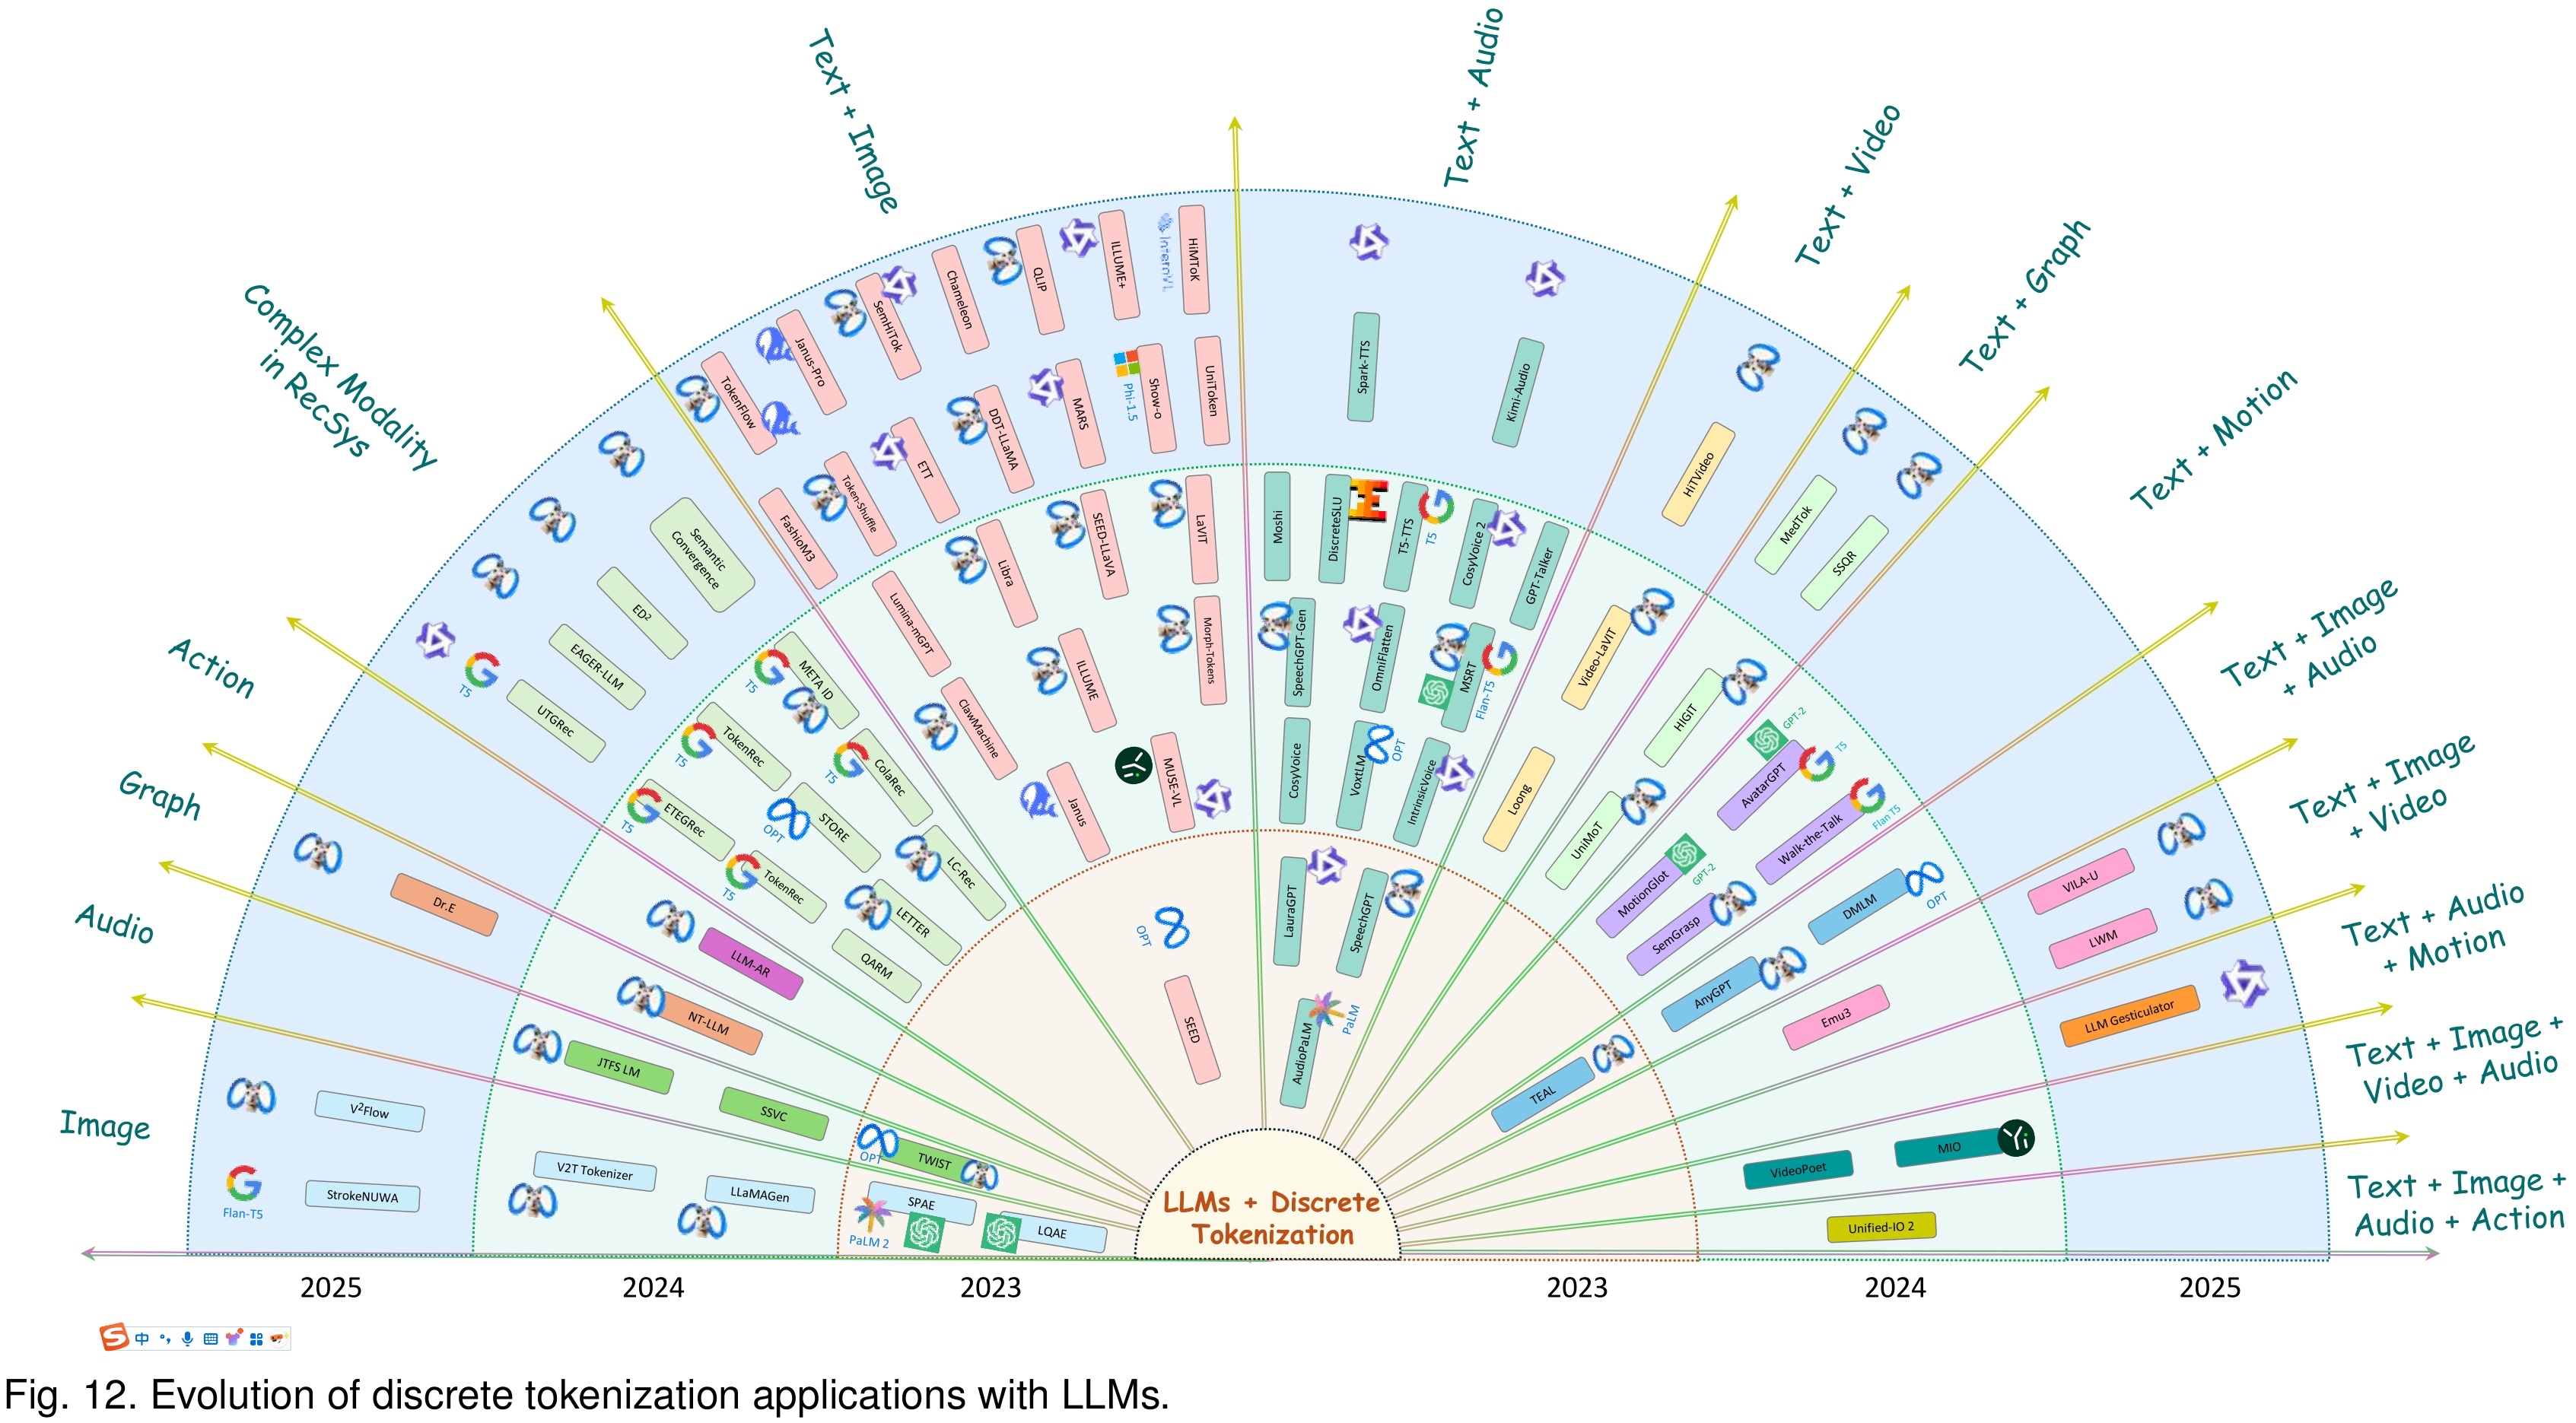 Text + Image
Text + Audio
Text + Video
Text + Graph
Text + Motion
Text + Image
+ Audio
Text + Image
+ Video
Text + Audio
+ Motion
Text + Image +
Video + Audio
Text + Image +
Audio + Action
Complex Modality
in RecSys
Action
Graph
Audio
Image
TokenFlow
Janus-Pro
SemHiTok
Chameleon
QLIP
ILLUME+
InternVL
HiMToK
FashioM3
Token-Shuffle
ETT
DDT-LLaMA
MARS
Phi-1.5
Show-o
UniToken
Lumina-mGPT
Libra
SEED-LLaVA
LaVIT
ClawMachine
ILLUME
Morph-Tokens
Janus
MUSE-VL
OPT
SEED
Spark-TTS
Kimi-Audio
Moshi
DiscreteSLU
T5-TTS
T5
CosyVoice 2
GPT-Talker
SpeechGPT-Gen
OmniFlatten
MSRT
Flan-T5
CosyVoice
VoxtLM
OPT
IntrinsicVoice
LauraGPT
SpeechGPT
AudioPaLM
PaLM
HiTVideo
Video-LaVIT
Loong
MedTok
SSQR
HIGIT
UniMoT
GPT-2
AvatarGPT
T5
Walk-the-Talk
Flan T5
MotionGlot
GPT-2
SemGrasp
DMLM
OPT
AnyGPT
TEAL
VILA-U
LWM
Emu3
LLM Gesticulator
VideoPoet
MIO
Unified-IO 2
Semantic
Convergence
ED2
EAGER-LLM
UTGRec
T5
META ID
T5
TokenRec
T5
ColaRec
T5
ETEGRec
T5
STORE
OPT
TokenRec
T5
LC-Rec
LETTER
QARM
LLM-AR
Dr.E
NT-LLM
JTFS LM
SSVC
TWIST
OPT
V2Flow
StrokeNUWA
Flan-T5
V2T Tokenizer
LLaMAGen
SPAE
PaLM 2
LQAE
LLMs + Discrete
Tokenization
2025
2024
2023
2023
2024
2025
S 中
Fig. 12. Evolution of discrete tokenization applications with LLMs.